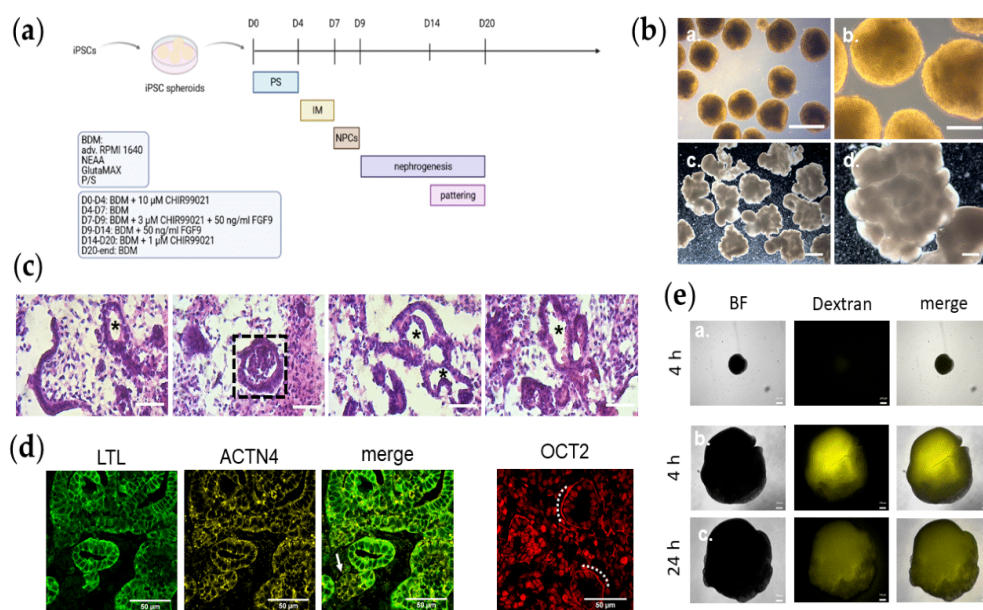 (a)
D0 D4 D7 D9 D14 D20
iPSCs
iPSC spheroids
PS
IM
NPCs
nephrogenesis
pattering
BDM:
adv. RPMI 1640
NEAA
GlutaMAX
P/S
D0-D4: BDM + 10 µM CHIR99021
D4-D7: BDM
D7-D9: BDM + 3 µM CHIR99021 + 50 ng/ml FGF9
D9-D14: BDM + 50 ng/ml FGF9
D14-D20: BDM + 1 µM CHIR99021
D20-end: BDM
(b)
a. b.
c. d.
(c)
*
* *
*
*
(d)
LTL ACTN4 merge OCT2
50 µm 50 µm 50 µm 50 µm
(e)
BF Dextran merge
a.
4 h
b.
4 h
c.
24 h